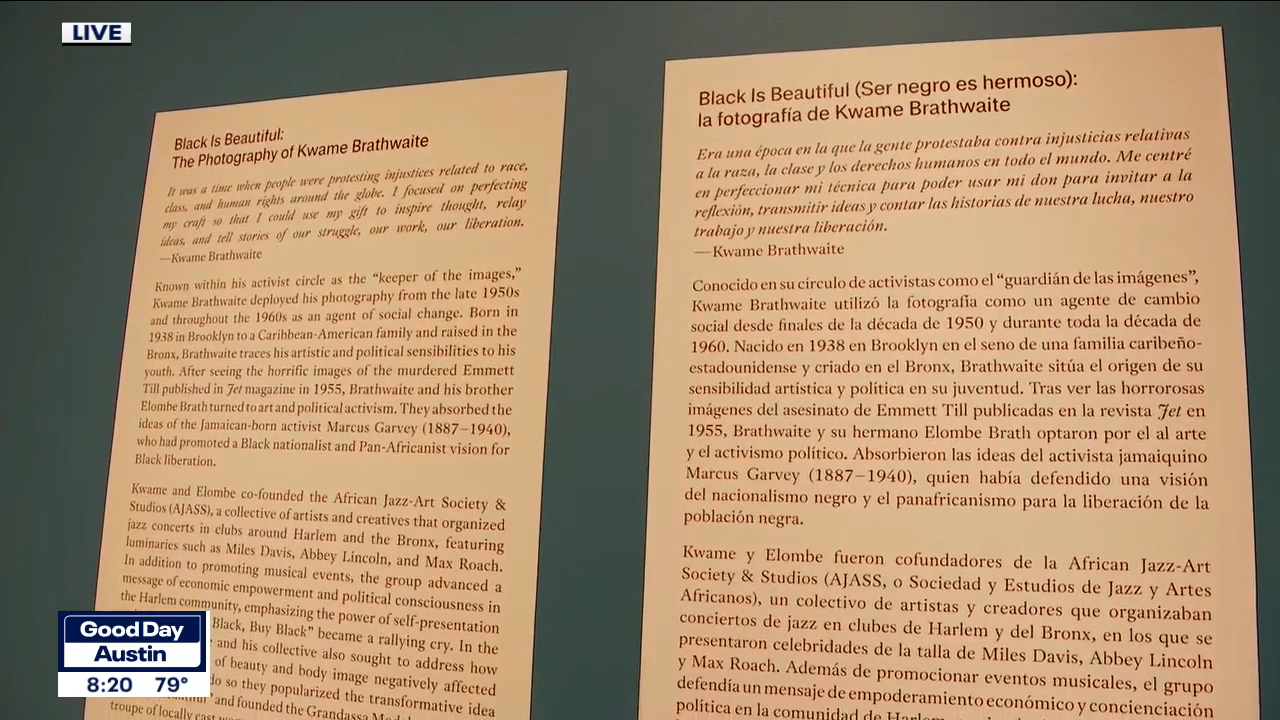 LIVE
Black Is Beautiful:
The Photography of Kwame Brathwaite
It was a time when people were protesting injustices related to race,
class, and human rights around the globe. I focused on perfecting
my craft so that I could use my gift to inspire thought, relay
ideas, and tell stories of our struggle, our work, our liberation.
—Kwame Brathwaite
Known within his activist circle as the “keeper of the images,”
Kwame Brathwaite deployed his photography from the late 1950s
and throughout the 1960s as an agent of social change. Born in
1938 in Brooklyn to a Caribbean-American family and raised in the
Bronx, Brathwaite traces his artistic and political sensibilities to his
youth. After seeing the horrific images of the murdered Emmett
Till published in Jet magazine in 1955, Brathwaite and his brother
Elombe Brath turned to art and political activism. They absorbed the
ideas of the Jamaican-born activist Marcus Garvey (1887–1940),
who had promoted a Black nationalist and Pan-Africanist vision for
Black liberation.
Kwame and Elombe co-founded the African Jazz-Art Society &
Studios (AJASS), a collective of artists and creatives that organized
jazz concerts in clubs around Harlem and the Bronx, featuring
luminaries such as Miles Davis, Abbey Lincoln, and Max Roach.
In addition to promoting musical events, the group advanced a
message of economic empowerment and political consciousness in
the Harlem community, emphasizing the power of self-presentation
Black, Buy Black” became a rallying cry. In the
and his collective also sought to address how
of beauty and body image negatively affected
do so they popularized the transformative idea
and founded the Grandassa
troupe of locally cast
Black Is Beautiful (Ser negro es hermoso):
la fotografía de Kwame Brathwaite
Era una época en la que la gente protestaba contra injusticias relativas
a la raza, la clase y los derechos humanos en todo el mundo. Me centré
en perfeccionar mi técnica para poder usar mi don para invitar a la
reflexión, transmitir ideas y contar las historias de nuestra lucha, nuestro
trabajo y nuestra liberación.
—Kwame Brathwaite
Conocido en su círculo de activistas como el “guardián de las imágenes”,
Kwame Brathwaite utilizó la fotografía como un agente de cambio
social desde finales de la década de 1950 y durante toda la década de
1960. Nacido en 1938 en Brooklyn en el seno de una familia caribeño-
estadounidense y criado en el Bronx, Brathwaite sitúa el origen de su
sensibilidad artística y política en su juventud. Tras ver las horrorosas
imágenes del asesinato de Emmett Till publicadas en la revista Jet en
1955, Brathwaite y su hermano Elombe Brath optaron por el al arte
y el activismo político. Absorbieron las ideas del activista jamaiquino
Marcus Garvey (1887–1940), quien había defendido una visión
del nacionalismo negro y el panafricanismo para la liberación de la
población negra.
Kwame y Elombe fueron cofundadores de la African Jazz-Art
Society & Studios (AJASS, o Sociedad y Estudios de Jazz y Artes
Africanos), un colectivo de artistas y creadores que organizaban
conciertos de jazz en clubes de Harlem y del Bronx, en los que se
presentaron celebridades de la talla de Miles Davis, Abbey Lincoln
y Max Roach. Además de promocionar eventos musicales, el grupo
defendía un mensaje de empoderamiento económico y concienciación
política en la comunidad de Harlem
Good Day
Austin
8:20 79°